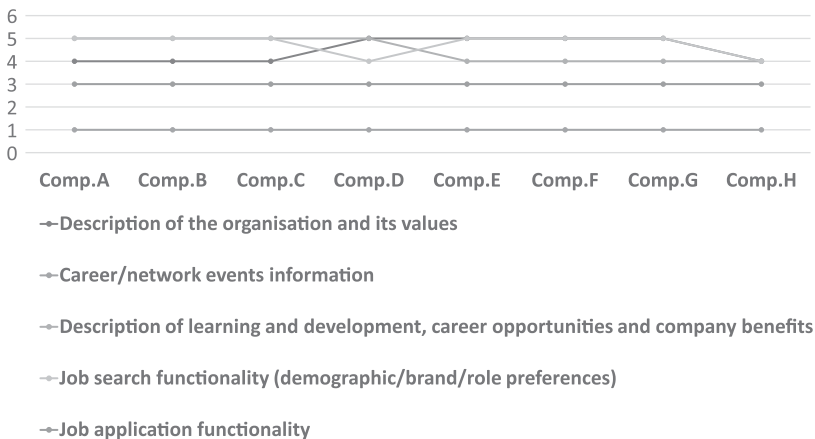 6
5
4
3
2
1
0
Comp.A Comp.B Comp.C Comp.D Comp.E Comp.F Comp.G Comp.H
Description of the organisation and its values
Career/network events information
Description of learning and development, career opportunities and company benefits
Job search functionality (demographic/brand/role preferences)
Job application functionality